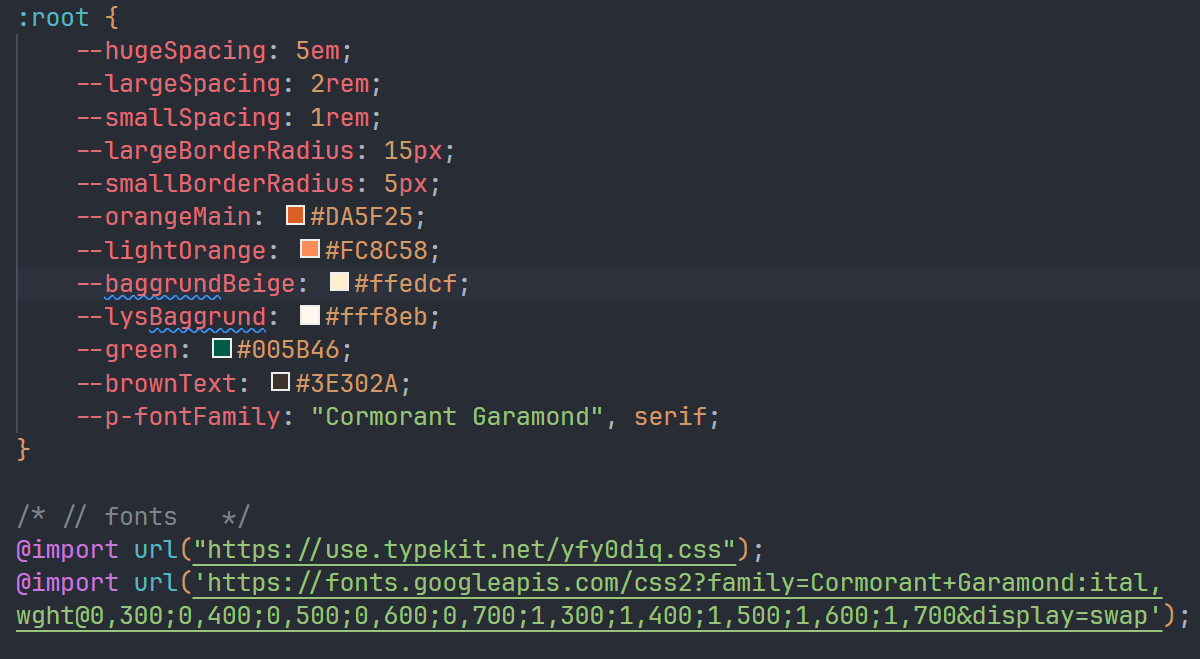 :root {
    --hugeSpacing: 5em;
    --largeSpacing: 2rem;
    --smallSpacing: 1rem;
    --largeBorderRadius: 15px;
    --smallBorderRadius: 5px;
    --orangeMain: #DA5F25;
    --lightOrange: #FC8C58;
    --baggrundBeige: #ffedcf;
    --lysBaggrund: #fff8eb;
    --green: #005B46;
    --brownText: #3E302A;
    --p-fontFamily: "Cormorant Garamond", serif;
}
/* // fonts   */
@import url("https://use.typekit.net/yfy0diq.css");
@import url('https://fonts.googleapis.com/css2?family=Cormorant+Garamond:ital,
wght@0,300;0,400;0,500;0,600;0,700;1,300;1,400;1,500;1,600;1,700&display=swap');